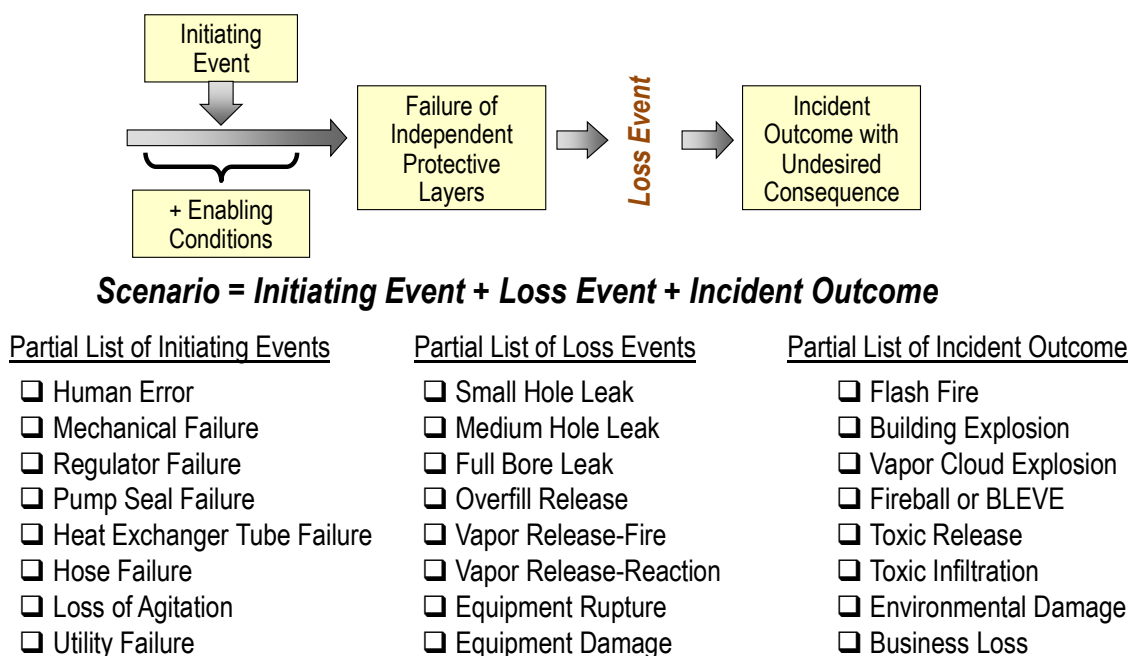 Initiating
Event
Failure of
Independent
Protective
Layers
Loss Event
Incident
Outcome with
Undesired
Consequence
+ Enabling
Conditions
Scenario = Initiating Event + Loss Event + Incident Outcome
Partial List of Initiating Events
Human Error
Mechanical Failure
Regulator Failure
Pump Seal Failure
Heat Exchanger Tube Failure
Hose Failure
Loss of Agitation
Utility Failure
Partial List of Loss Events
Small Hole Leak
Medium Hole Leak
Full Bore Leak
Overfill Release
Vapor Release-Fire
Vapor Release-Reaction
Equipment Rupture
Equipment Damage
Partial List of Incident Outcome
Flash Fire
Building Explosion
Vapor Cloud Explosion
Fireball or BLEVE
Toxic Release
Toxic Infiltration
Environmental Damage
Business Loss